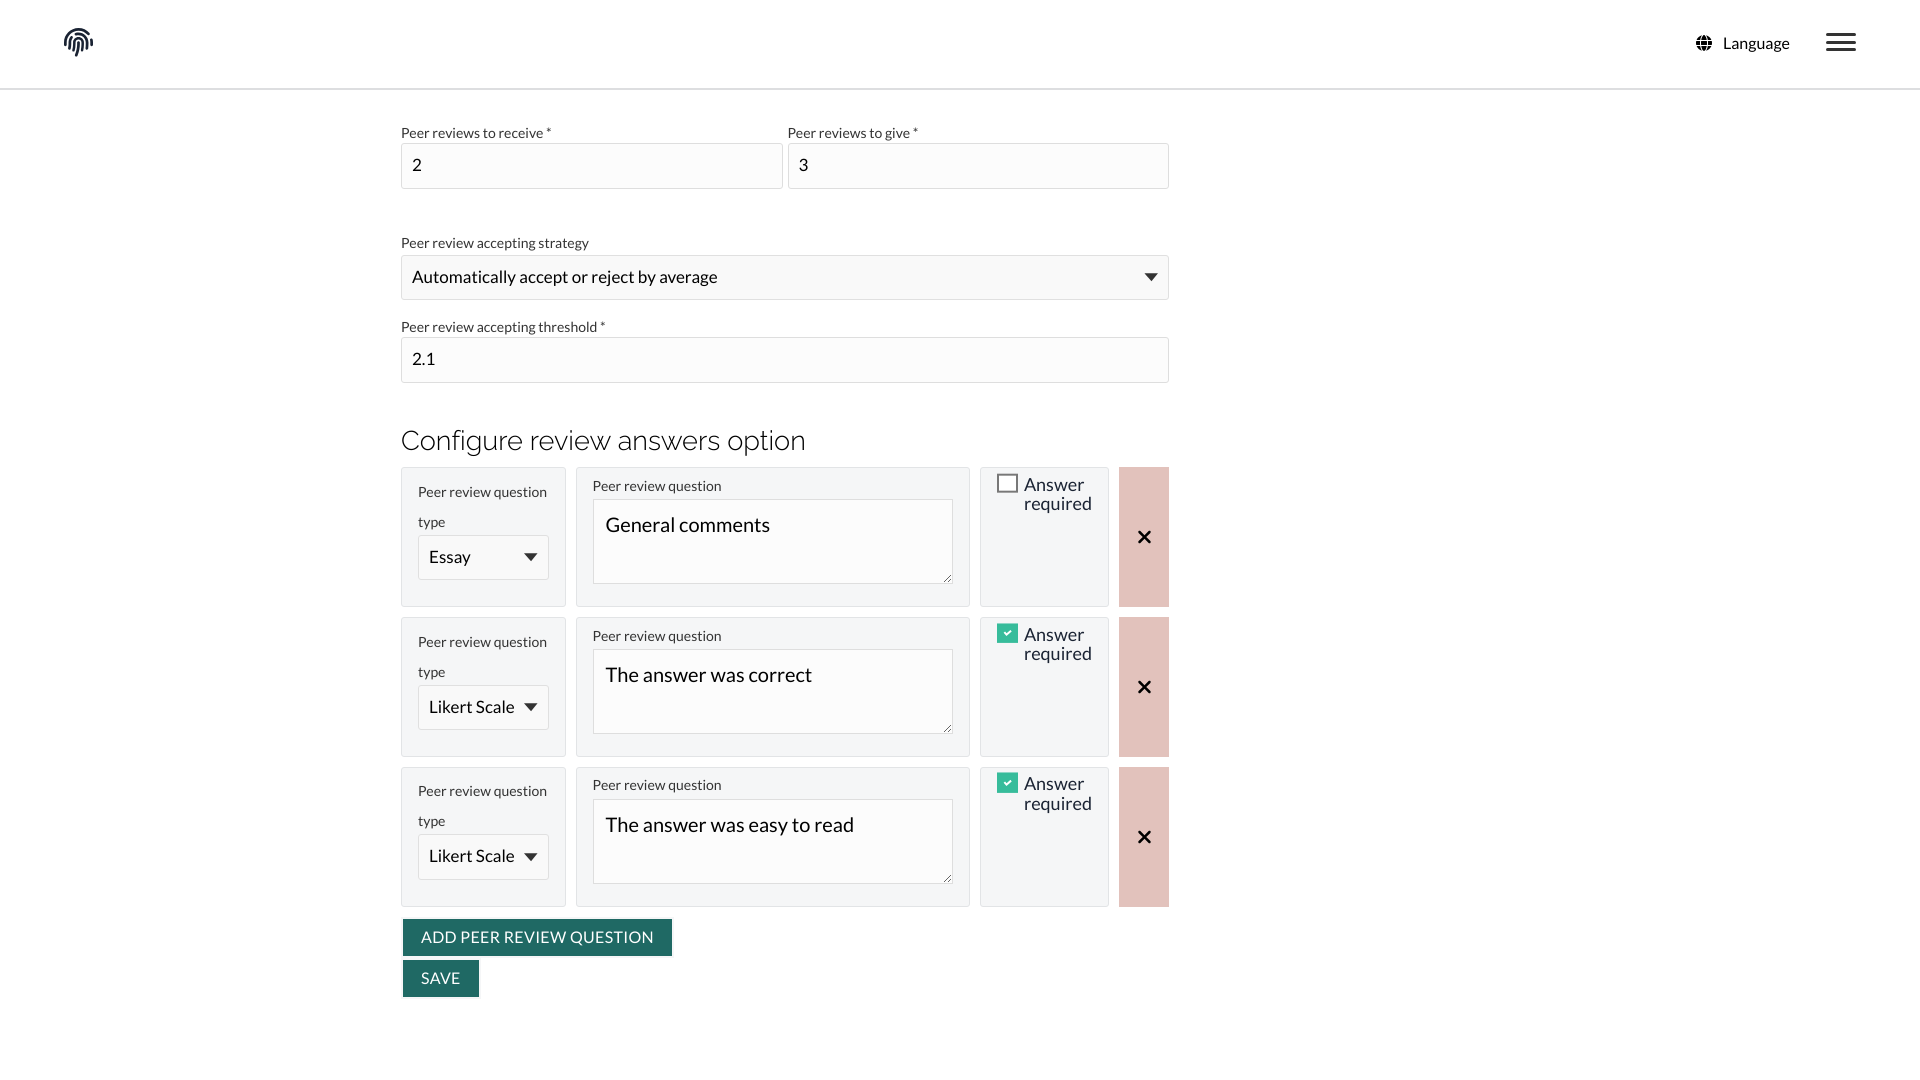 Language
Peer reviews to receive *
Peer reviews to give *
2
3
Peer review accepting strategy
Automatically accept or reject by average
Peer review accepting threshold *
2.1
Configure review answers option
Peer review question
type
Essay
Peer review question
General comments
Answer
required
Peer review question
type
Likert Scale
Peer review question
The answer was correct
Answer
required
Peer review question
type
Likert Scale
Peer review question
The answer was easy to read
Answer
required
ADD PEER REVIEW QUESTION
SAVE